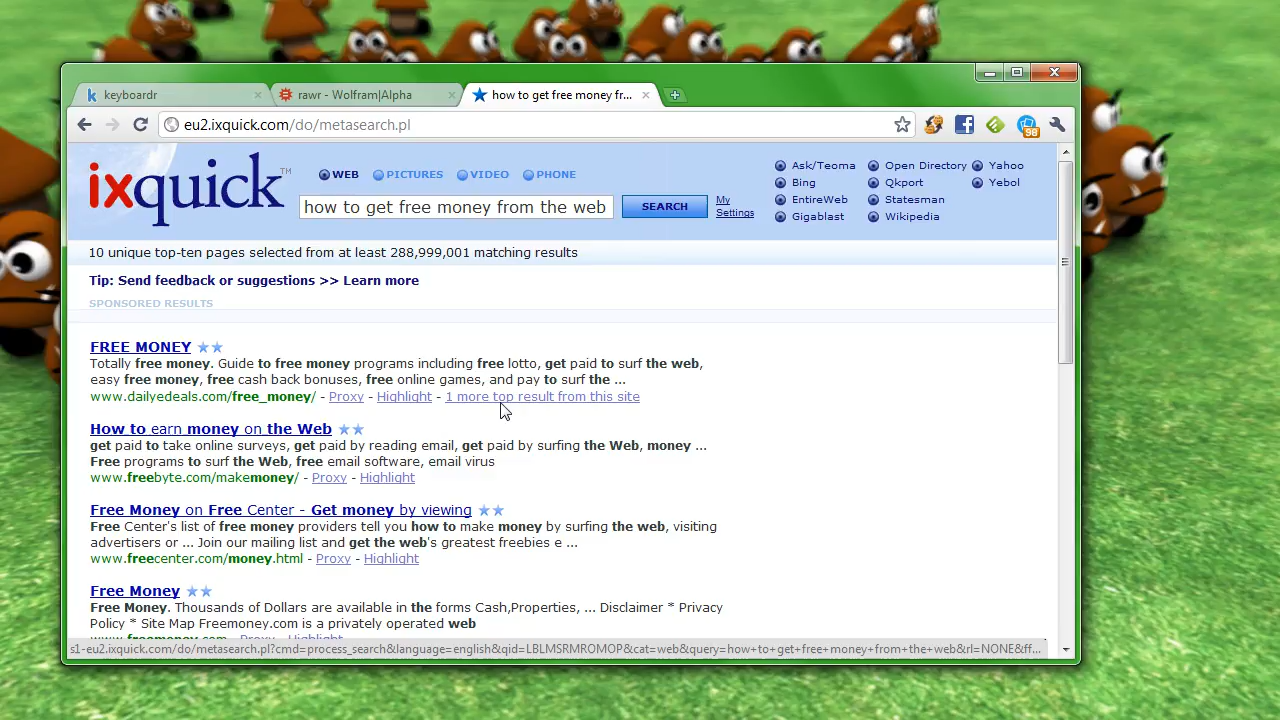 keyboardr
rawr - Wolfram|Alpha
how to get free money fr...
eu2.ixquick.com/do/metasearch.pl
98
ixquick™
WEB PICTURES VIDEO PHONE
how to get free money from the web
SEARCH
My
Settings
Ask/Teoma Open Directory Yahoo
Bing Qkport Yebol
EntireWeb Statesman
Gigablast Wikipedia
10 unique top-ten pages selected from at least 288,999,001 matching results
Tip: Send feedback or suggestions >> Learn more
SPONSORED RESULTS
FREE MONEY
Totally free money. Guide to free money programs including free lotto, get paid to surf the web,
easy free money, free cash back bonuses, free online games, and pay to surf the ...
www.dailyedeals.com/free_money/ - Proxy - Highlight - 1 more top result from this site
How to earn money on the Web
get paid to take online surveys, get paid by reading email, get paid by surfing the Web, money ...
Free programs to surf the Web, free email software, email virus
www.freebyte.com/makemoney/ - Proxy - Highlight
Free Money on Free Center - Get money by viewing
Free Center's list of free money providers tell you how to make money by surfing the web, visiting
advertisers or ... Join our mailing list and get the web's greatest freebies e ...
www.freecenter.com/money.html - Proxy - Highlight
Free Money
Free Money. Thousands of Dollars are available in the forms Cash,Properties, ... Disclaimer * Privacy
Policy * Site Map Freemoney.com is a privately operated web
www.freemoney.com - Proxy - Highlight
s1-eu2.ixquick.com/do/metasearch.pl?cmd=process_search&language=english&qid=LBLMSRMROMOP&cat=web&query=how+to+get+free+money+from+the+web&rl=NONE&ff...